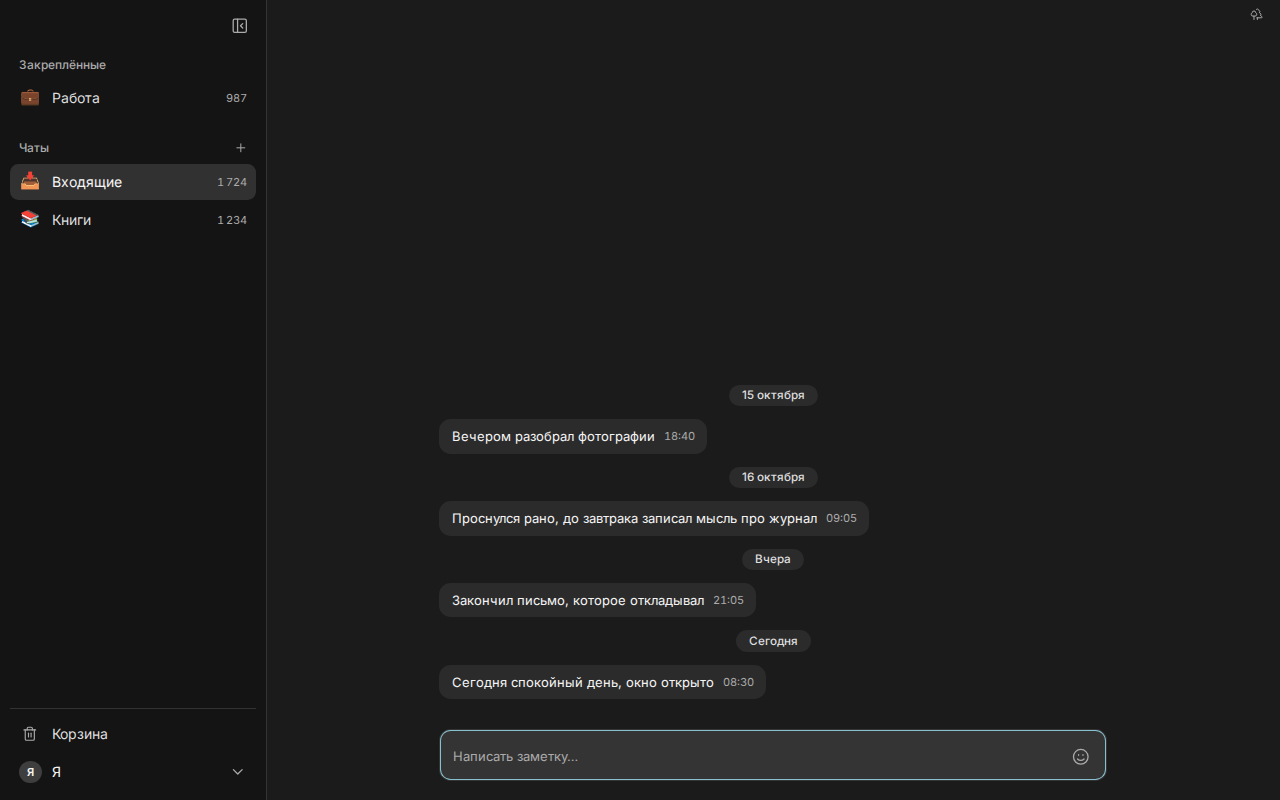 Закреплённые
Работа 987
Чаты
Входящие 1 724
Книги 1 234
15 октября
Вечером разобрал фотографии 18:40
16 октября
Проснулся рано, до завтрака записал мысль про журнал 09:05
Вчера
Закончил письмо, которое откладывал 21:05
Сегодня
Сегодня спокойный день, окно открыто 08:30
Написать заметку...
Корзина
Я Я